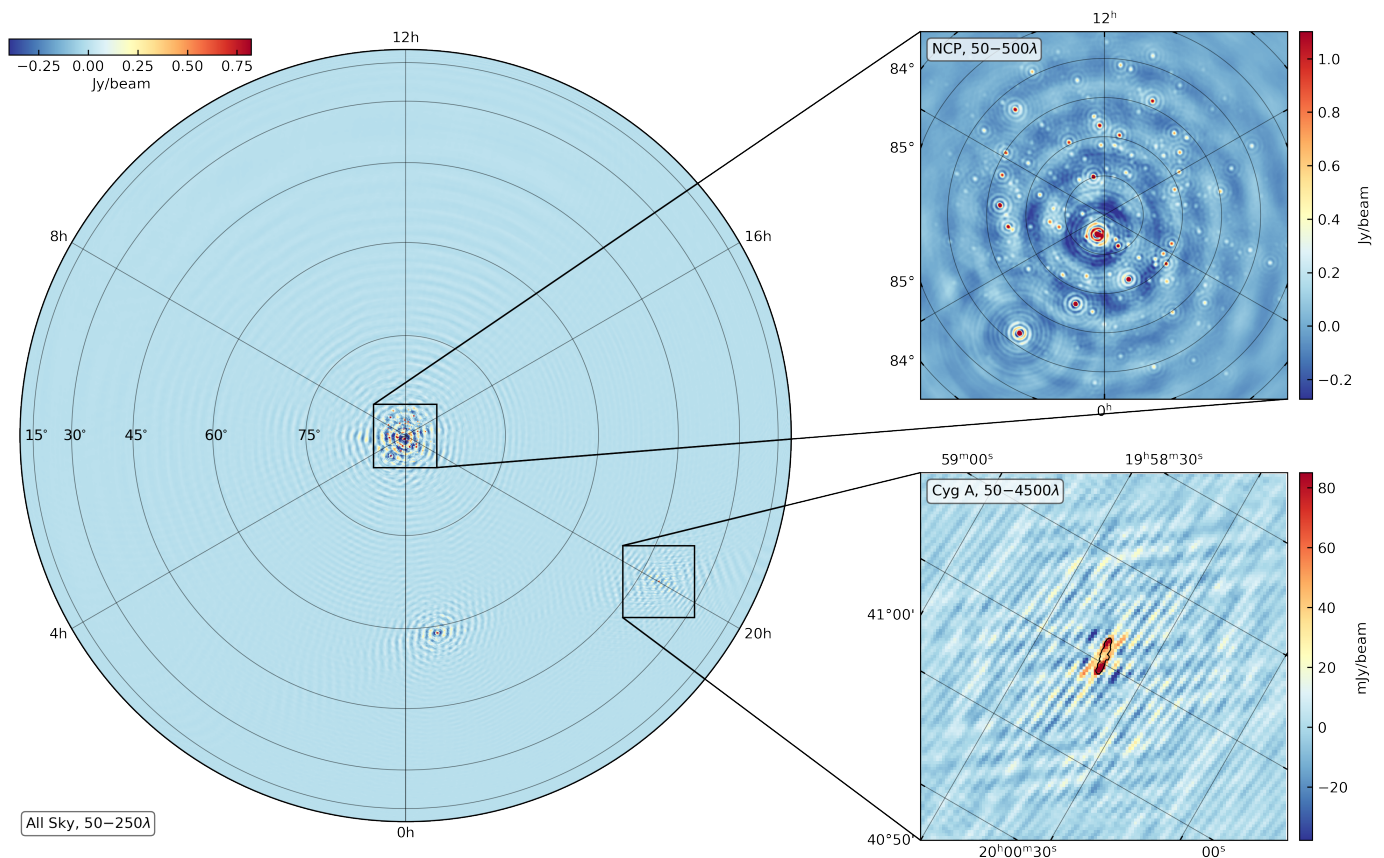 12h
−0.25 0.00 0.25 0.50 0.75
Jy/beam
8h
16h
15° 30° 45° 60° 75°
4h
20h
0h
All Sky, 50−250λ
12ʰ
NCP, 50−500λ
84°
85°
85°
84°
0ʰ
1.0
0.8
0.6
0.4
0.2
0.0
−0.2
Jy/beam
59ᵐ00ˢ 19ʰ58ᵐ30ˢ
Cyg A, 50−4500λ
41°00'
40°50'
20ʰ00ᵐ30ˢ 00ˢ
80
60
40
20
0
−20
mJy/beam